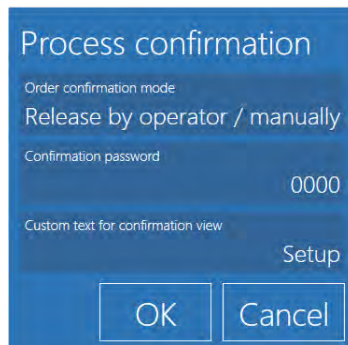 Process confirmation
Order confirmation mode
Release by operator / manually
Confirmation password
0000
Custom text for confirmation view
Setup
OK Cancel